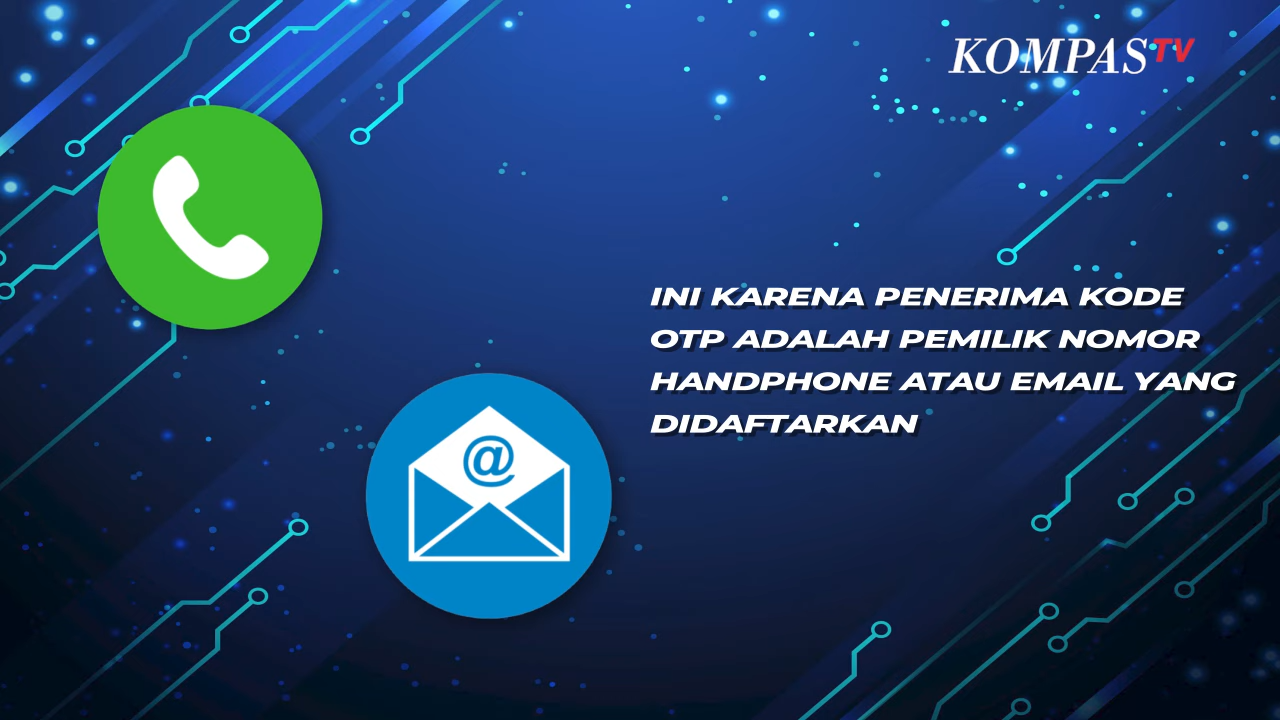 KOMPASTV
INI KARENA PENERIMA KODE
OTP ADALAH PEMILIK NOMOR
HANDPHONE ATAU EMAIL YANG
DIDAFTARKAN
@